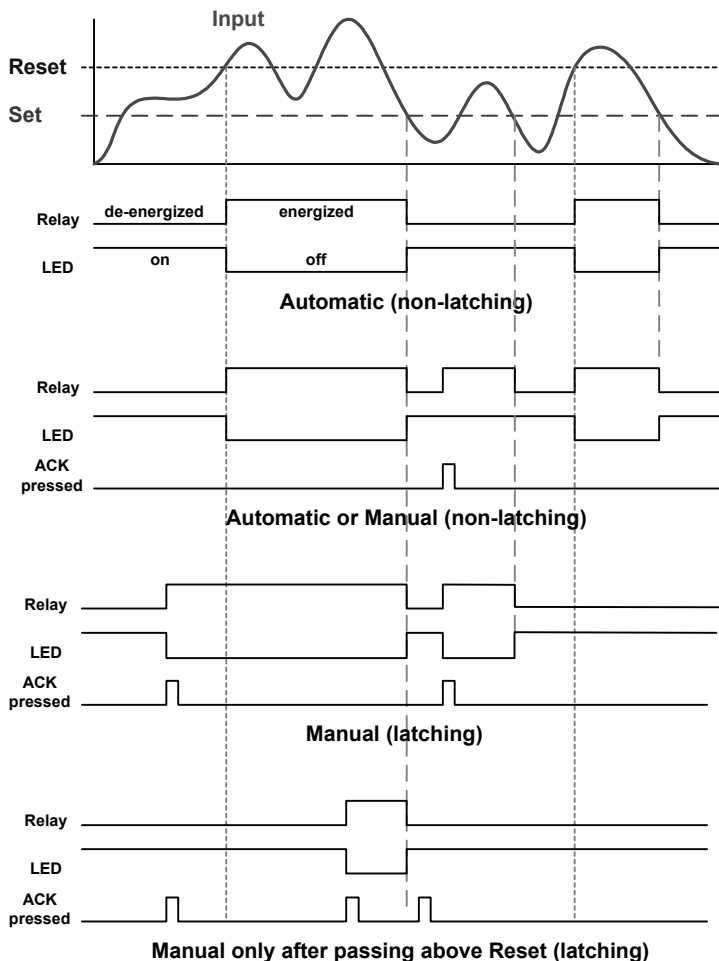 Input
Reset
Set
de-energized
energized
Relay
on
off
LED
Automatic (non-latching)
Relay
LED
ACK
pressed
Automatic or Manual (non-latching)
Relay
LED
ACK
pressed
Manual (latching)
Relay
LED
ACK
pressed
Manual only after passing above Reset (latching)